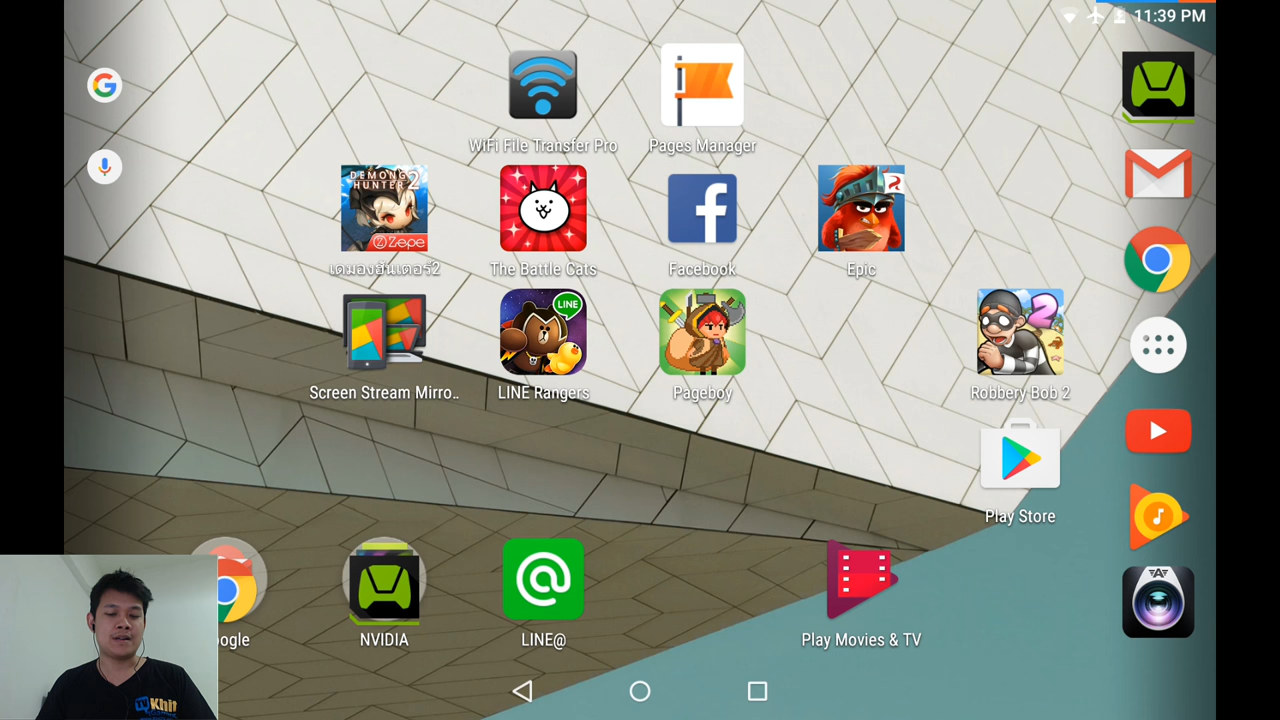 11:39 PM
WiFi File Transfer Pro
Pages Manager
DEMONG
HUNTER 2
Zepe
เดมองฮันเตอร์2
The Battle Cats
Facebook
Epic
LINE
2
Screen Stream Mirro..
LINE Rangers
Pageboy
Robbery Bob 2
Play Store
oogle
NVIDIA
LINE@
Play Movies & TV
Khit